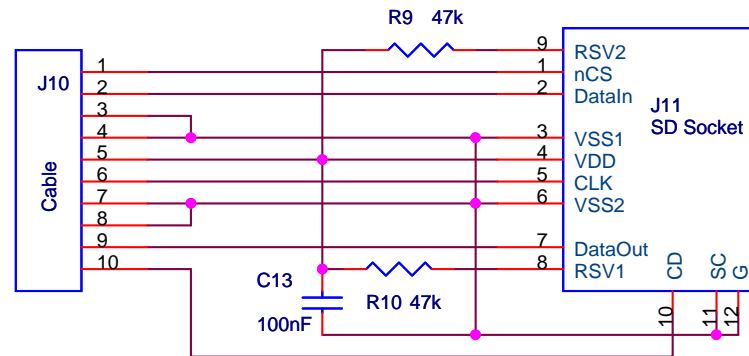 R9 47k
J10
Cable
1
2
3
4
5
6
7
8
9
10
9
1
2
3
4
5
6
7
8
RSV2
nCS
DataIn
VSS1
VDD
CLK
VSS2
DataOut
RSV1
J11
SD Socket
CD
SC
G
10
11
12
C13
100nF
R10 47k